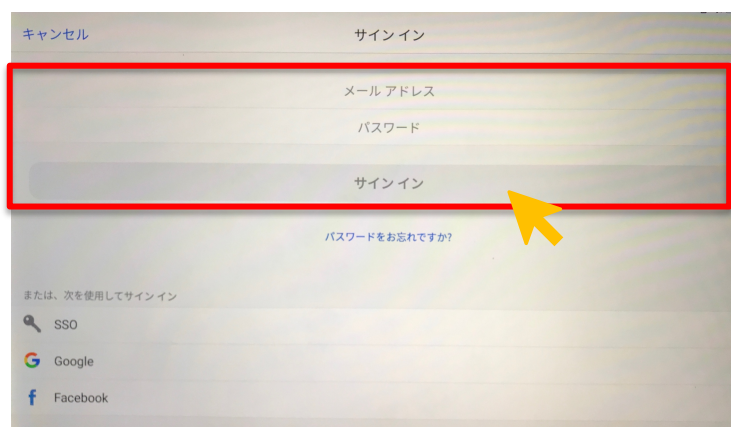 キャンセル サイン イン
メール アドレス
パスワード
サイン イン
パスワードをお忘れですか?
または、次を使用してサイン イン
SSO
Google
Facebook